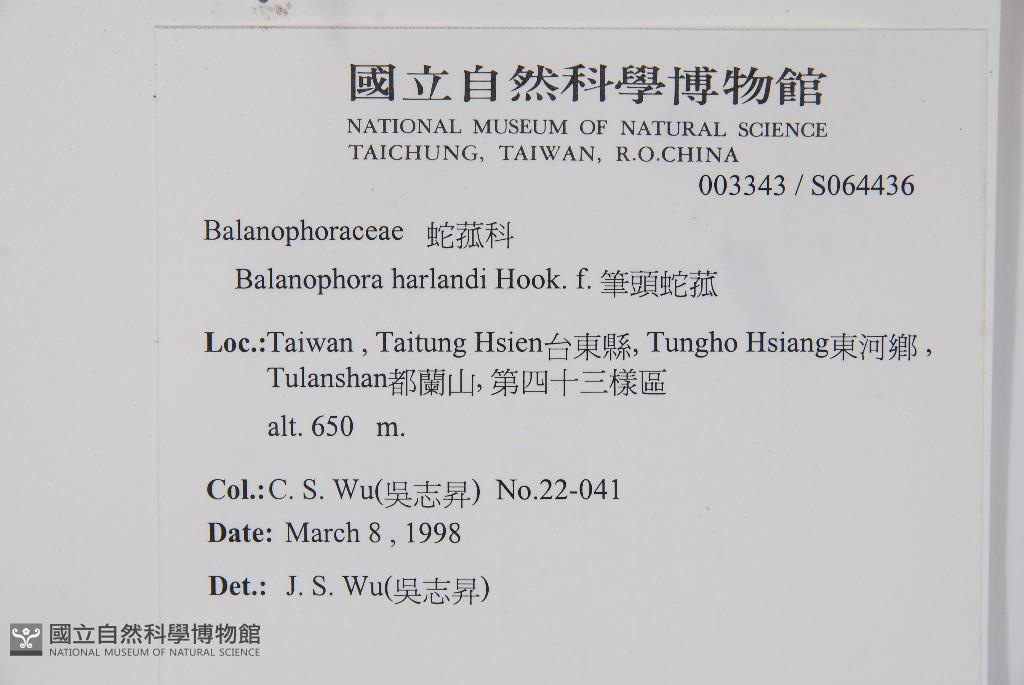 國立自然科學博物館
NATIONAL MUSEUM OF NATURAL SCIENCE
TAICHUNG, TAIWAN, R.O.CHINA
003343 / S064436
Balanophoraceae 蛇菰科
Balanophora harlandi Hook. f. 筆頭蛇菰
Loc.:Taiwan , Taitung Hsien台東縣, Tungho Hsiang東河鄉 ,
Tulanshan都蘭山, 第四十三樣區
alt. 650 m.
Col.:C. S. Wu(吳志昇) No.22-041
Date: March 8 , 1998
Det.: J. S. Wu(吳志昇)
國立自然科學博物館
NATIONAL MUSEUM OF NATURAL SCIENCE